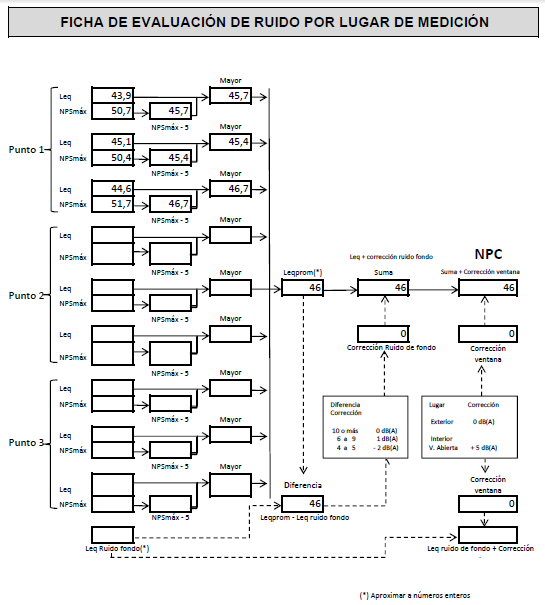 FICHA DE EVALUACIÓN DE RUIDO POR LUGAR DE MEDICIÓN
Mayor
Leq 43,9 45,7
NPSmáx 50,7 45,7
NPSmáx - 5
Mayor
Punto 1
Leq 45,1 45,4
NPSmáx 50,4 45,4
NPSmáx - 5
Mayor
Leq 44,6 46,7
NPSmáx 51,7 46,7
NPSmáx - 5
Mayor
Leq
NPSmáx
NPSmáx - 5
Mayor
Punto 2
Leq
NPSmáx
NPSmáx - 5
Mayor
Leq
NPSmáx
NPSmáx - 5
Mayor
Leq
NPSmáx
NPSmáx - 5
Mayor
Punto 3
Leq
NPSmáx
NPSmáx - 5
Mayor
Leq
NPSmáx
NPSmáx - 5
Leq Ruido fondo(*)
Leqprom(*)
46
Leq + corrección ruido fondo
Suma
46
NPC
Suma + Corrección ventana
46
0
Corrección Ruido de fondo
0
Corrección
ventana
Diferencia
Corrección
10 o más 0 dB(A)
6 a 9 1 dB(A)
4 a 5 - 2 dB(A)
Lugar Corrección
Exterior 0 dB(A)
Interior
V. Abierta + 5 dB(A)
Diferencia
46
Leqprom - Leq ruido fondo
Corrección
ventana
0
Leq ruido de fondo + Corrección
(*) Aproximar a números enteros